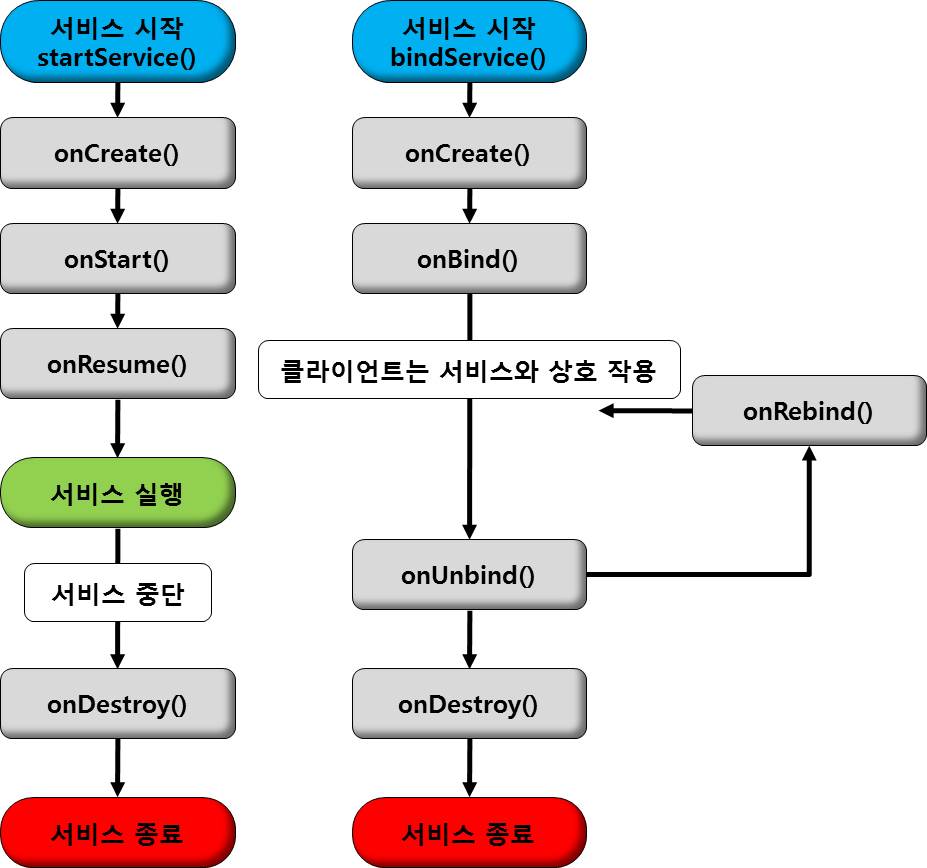 서비스 시작
startService()
onCreate()
onStart()
onResume()
서비스 실행
서비스 중단
onDestroy()
서비스 종료
서비스 시작
bindService()
onCreate()
onBind()
클라이언트는 서비스와 상호 작용
onRebind()
onUnbind()
onDestroy()
서비스 종료